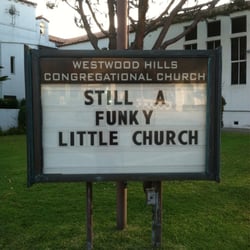 WESTWOOD HILLS
CONGREGATIONAL CHURCH
STILL A
FUNKY
LITTLE CHURCH